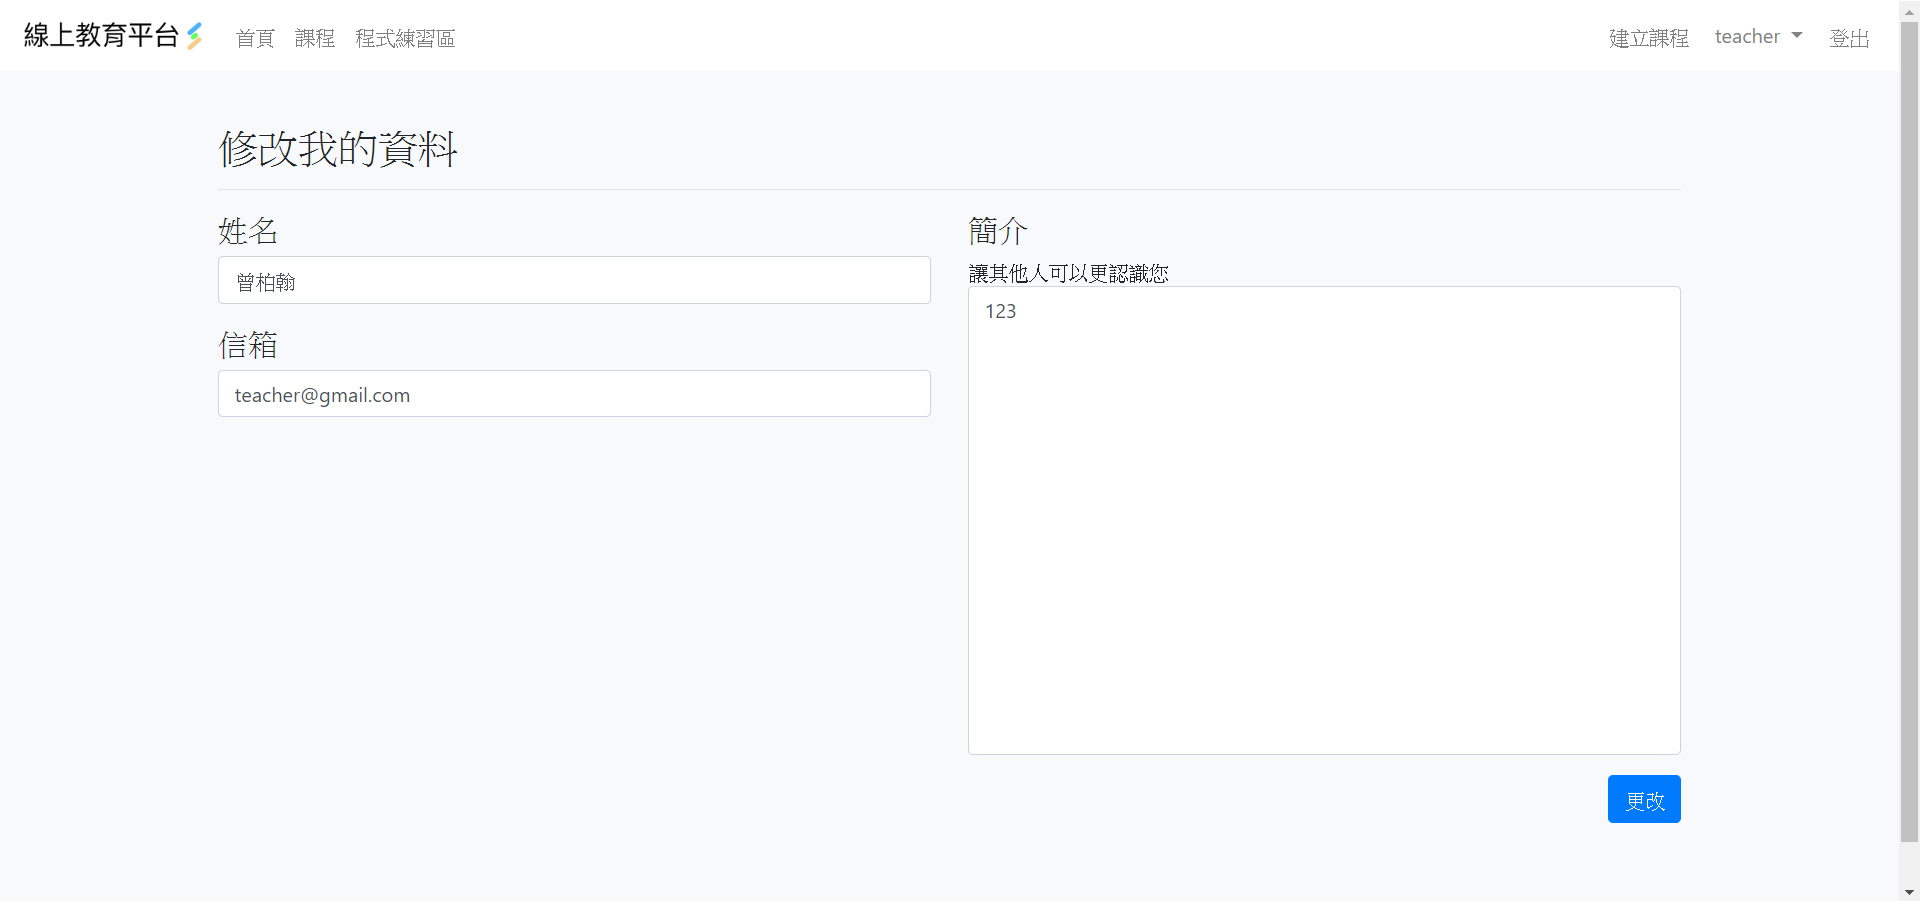 線上教育平台 首頁 課程 程式練習區 建立課程 teacher 登出
修改我的資料
姓名
曾柏翰
信箱
teacher@gmail.com
簡介
讓其他人可以更認識您
123
更改